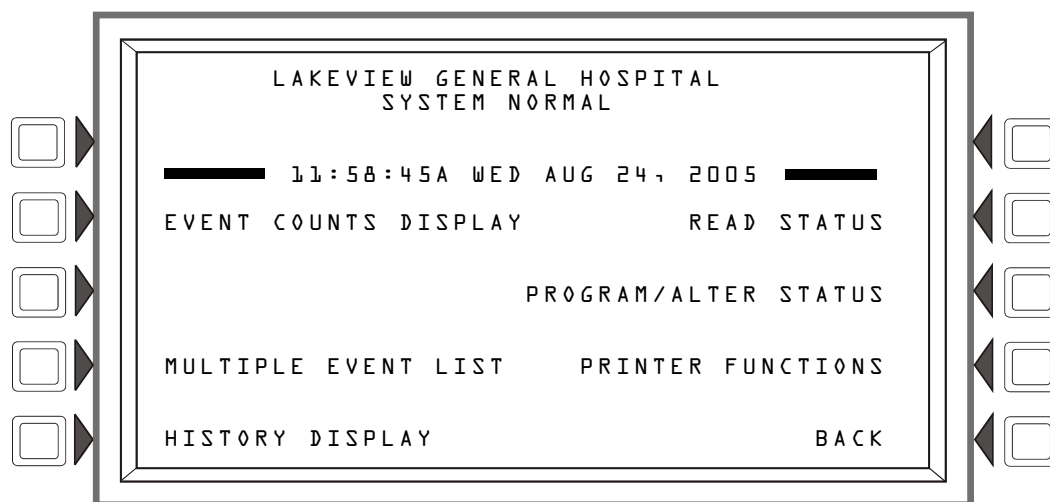 LAKEVIEW GENERAL HOSPITAL
SYSTEM NORMAL
11:58:45A WED AUG 24, 2005
EVENT COUNTS DISPLAY READ STATUS
PROGRAM/ALTER STATUS
MULTIPLE EVENT LIST PRINTER FUNCTIONS
HISTORY DISPLAY BACK